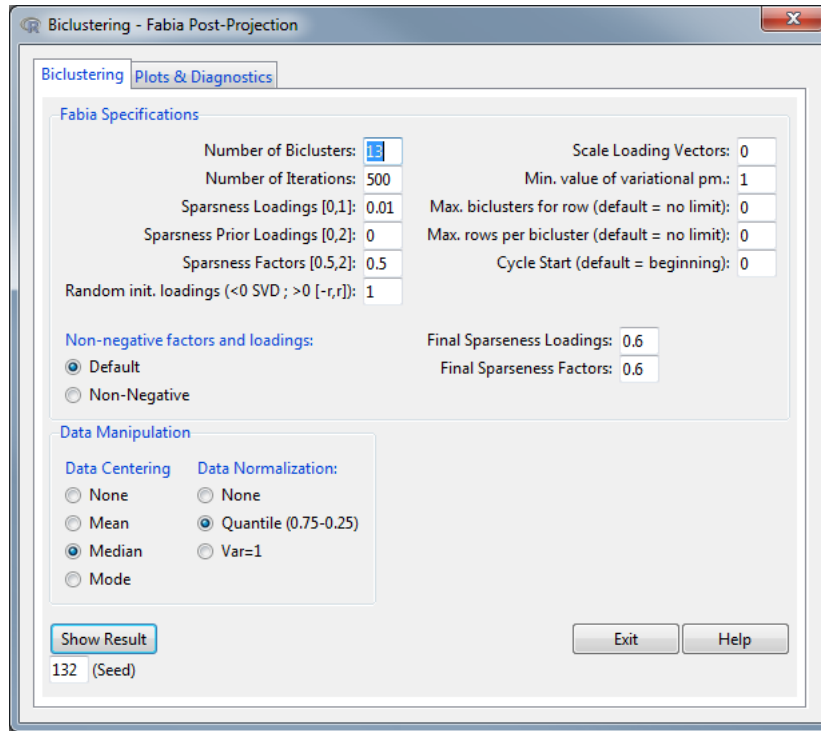 Biclustering - Fabia Post-Projection
Biclustering Plots & Diagnostics
Fabia Specifications
Number of Biclusters: 13
Number of Iterations: 500
Sparsness Loadings [0,1]: 0.01
Sparsness Prior Loadings [0,2]: 0
Sparsness Factors [0.5,2]: 0.5
Random init. loadings (<0 SVD ; >0 [-r,r]): 1
Scale Loading Vectors: 0
Min. value of variational pm.: 1
Max. biclusters for row (default = no limit): 0
Max. rows per bicluster (default = no limit): 0
Cycle Start (default = beginning): 0
Non-negative factors and loadings:
Default
Non-Negative
Final Sparseness Loadings: 0.6
Final Sparseness Factors: 0.6
Data Manipulation
Data Centering
None
Mean
Median
Mode
Data Normalization:
None
Quantile (0.75-0.25)
Var=1
Show Result
132 (Seed)
Exit
Help